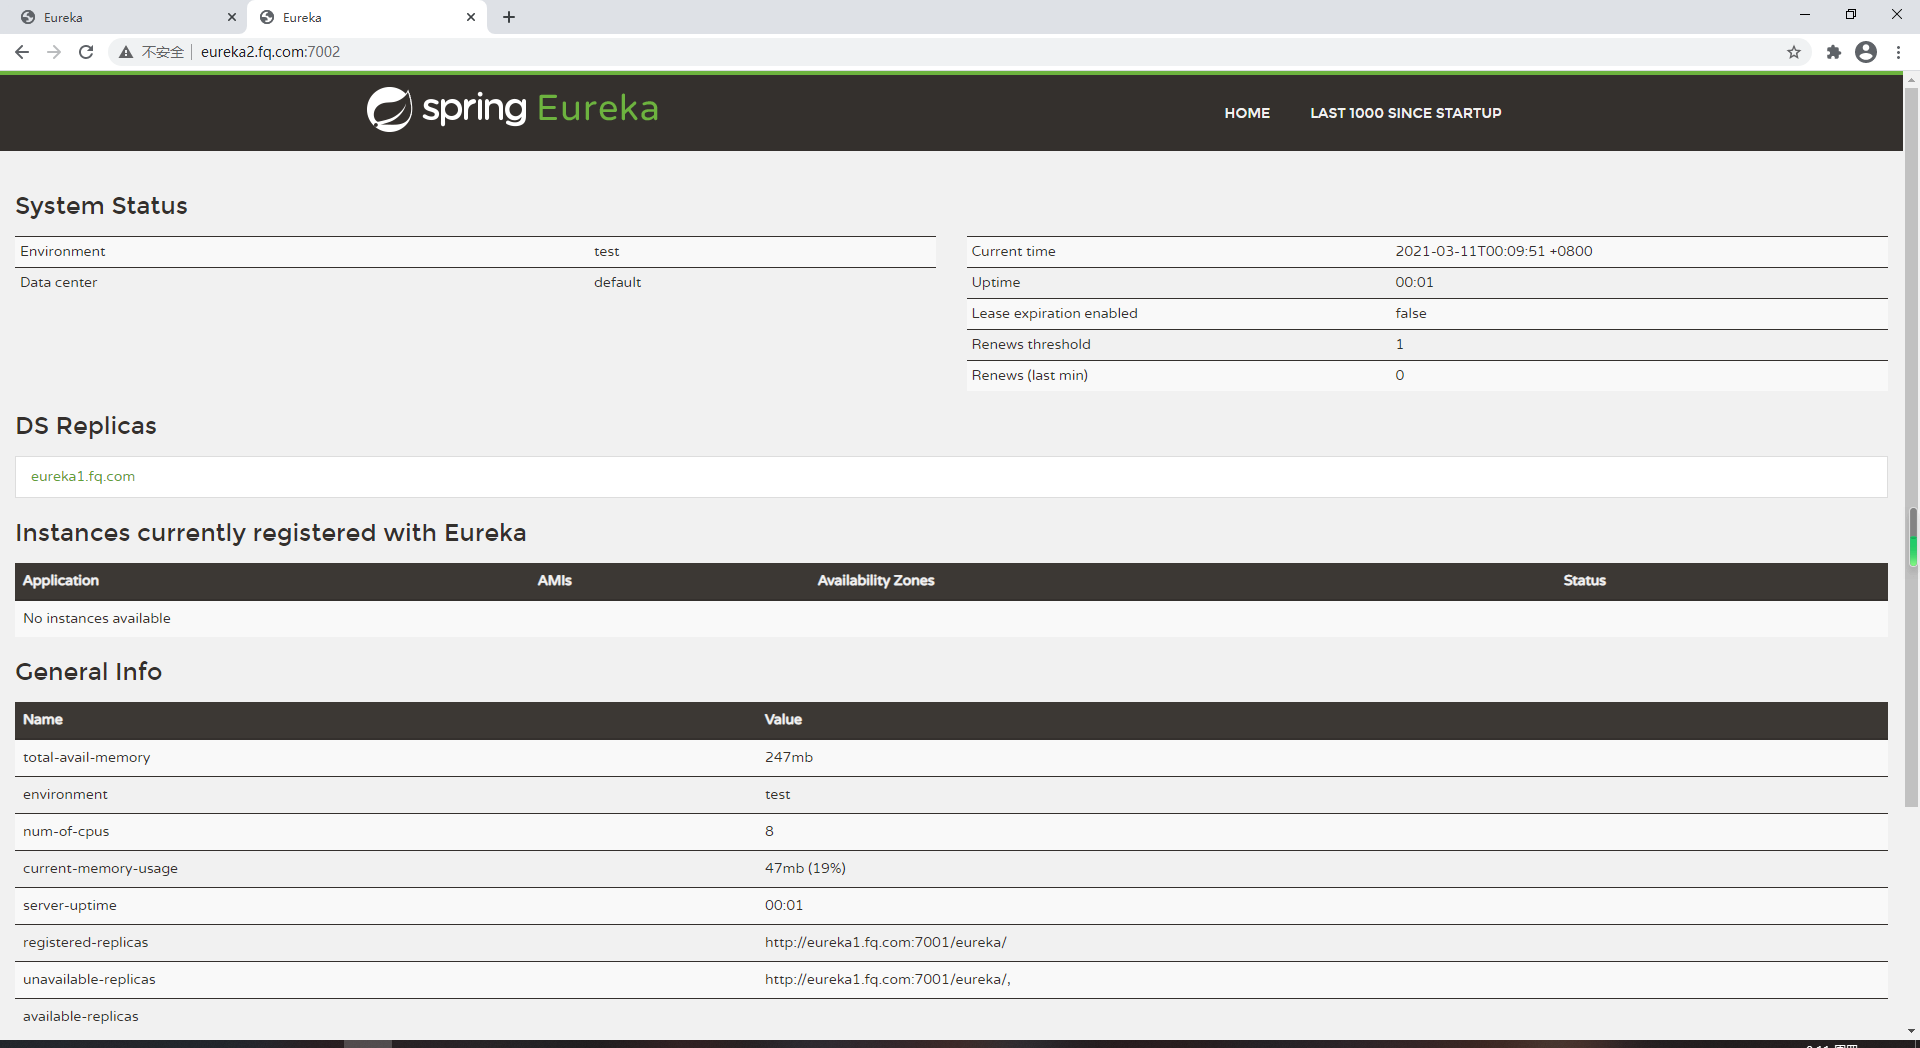 Eureka
Eureka
不安全 eureka2.fq.com:7002
spring Eureka HOME LAST 1000 SINCE STARTUP
System Status
Environment test
Data center default
Current time 2021-03-11T00:09:51 +0800
Uptime 00:01
Lease expiration enabled false
Renews threshold 1
Renews (last min) 0
DS Replicas
eureka1.fq.com
Instances currently registered with Eureka
Application AMIs Availability Zones Status
No instances available
General Info
Name Value
total-avail-memory 247mb
environment test
num-of-cpus 8
current-memory-usage 47mb (19%)
server-uptime 00:01
registered-replicas http://eureka1.fq.com:7001/eureka/
unavailable-replicas http://eureka1.fq.com:7001/eureka/,
available-replicas